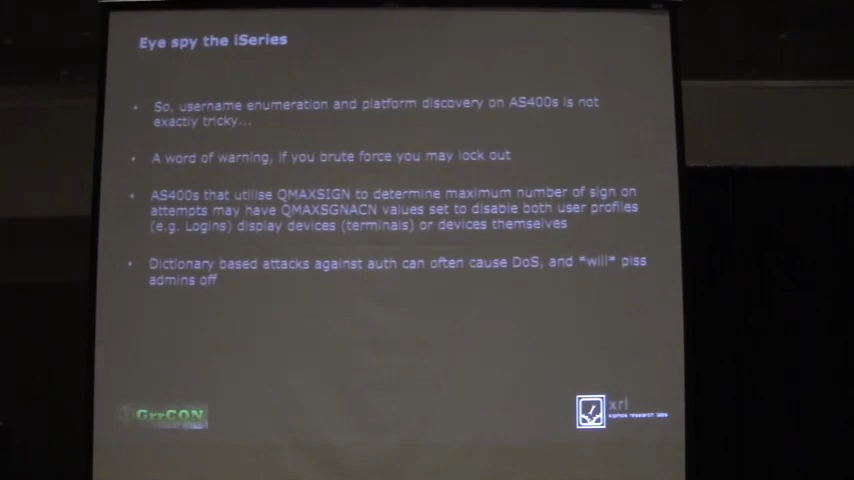 Eye spy the iSeries
• So, username enumeration and platform discovery on AS400s is not
exactly tricky...
• A word of warning, if you brute force you may lock out
• AS400s that utilise QMAXSIGN to determine maximum number of sign on
attempts may have QMAXSGNACN values set to disable both user profiles
(e.g. Logins) display devices (terminals) or devices themselves
• Dictionary based attacks against auth can often cause DoS, and *will* piss
admins off
GrrCON
xrl
xiphos research labs